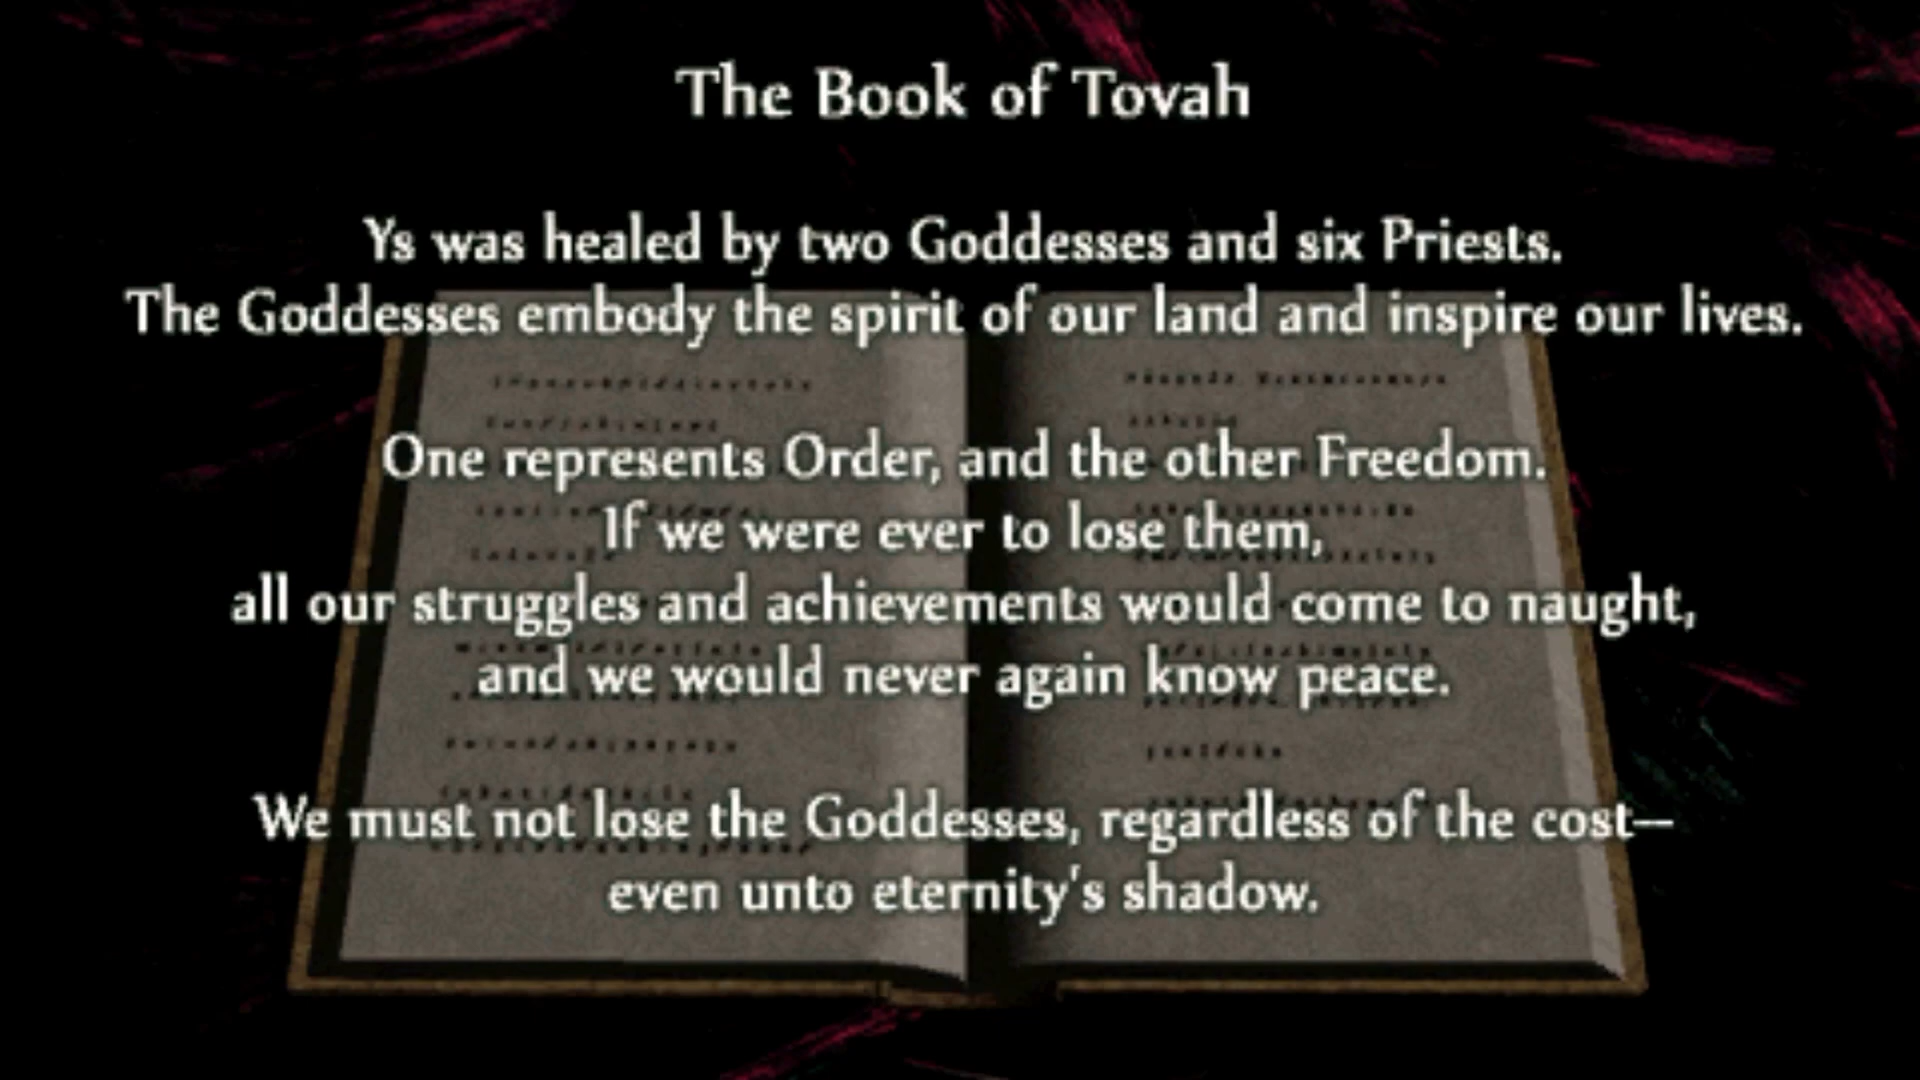 The Book of Tovah
Ys was healed by two Goddesses and six Priests.
The Goddesses embody the spirit of our land and inspire our lives.
One represents Order, and the other Freedom.
If we were ever to lose them,
all our struggles and achievements would come to naught,
and we would never again know peace.
We must not lose the Goddesses, regardless of the cost—
even unto eternity's shadow.